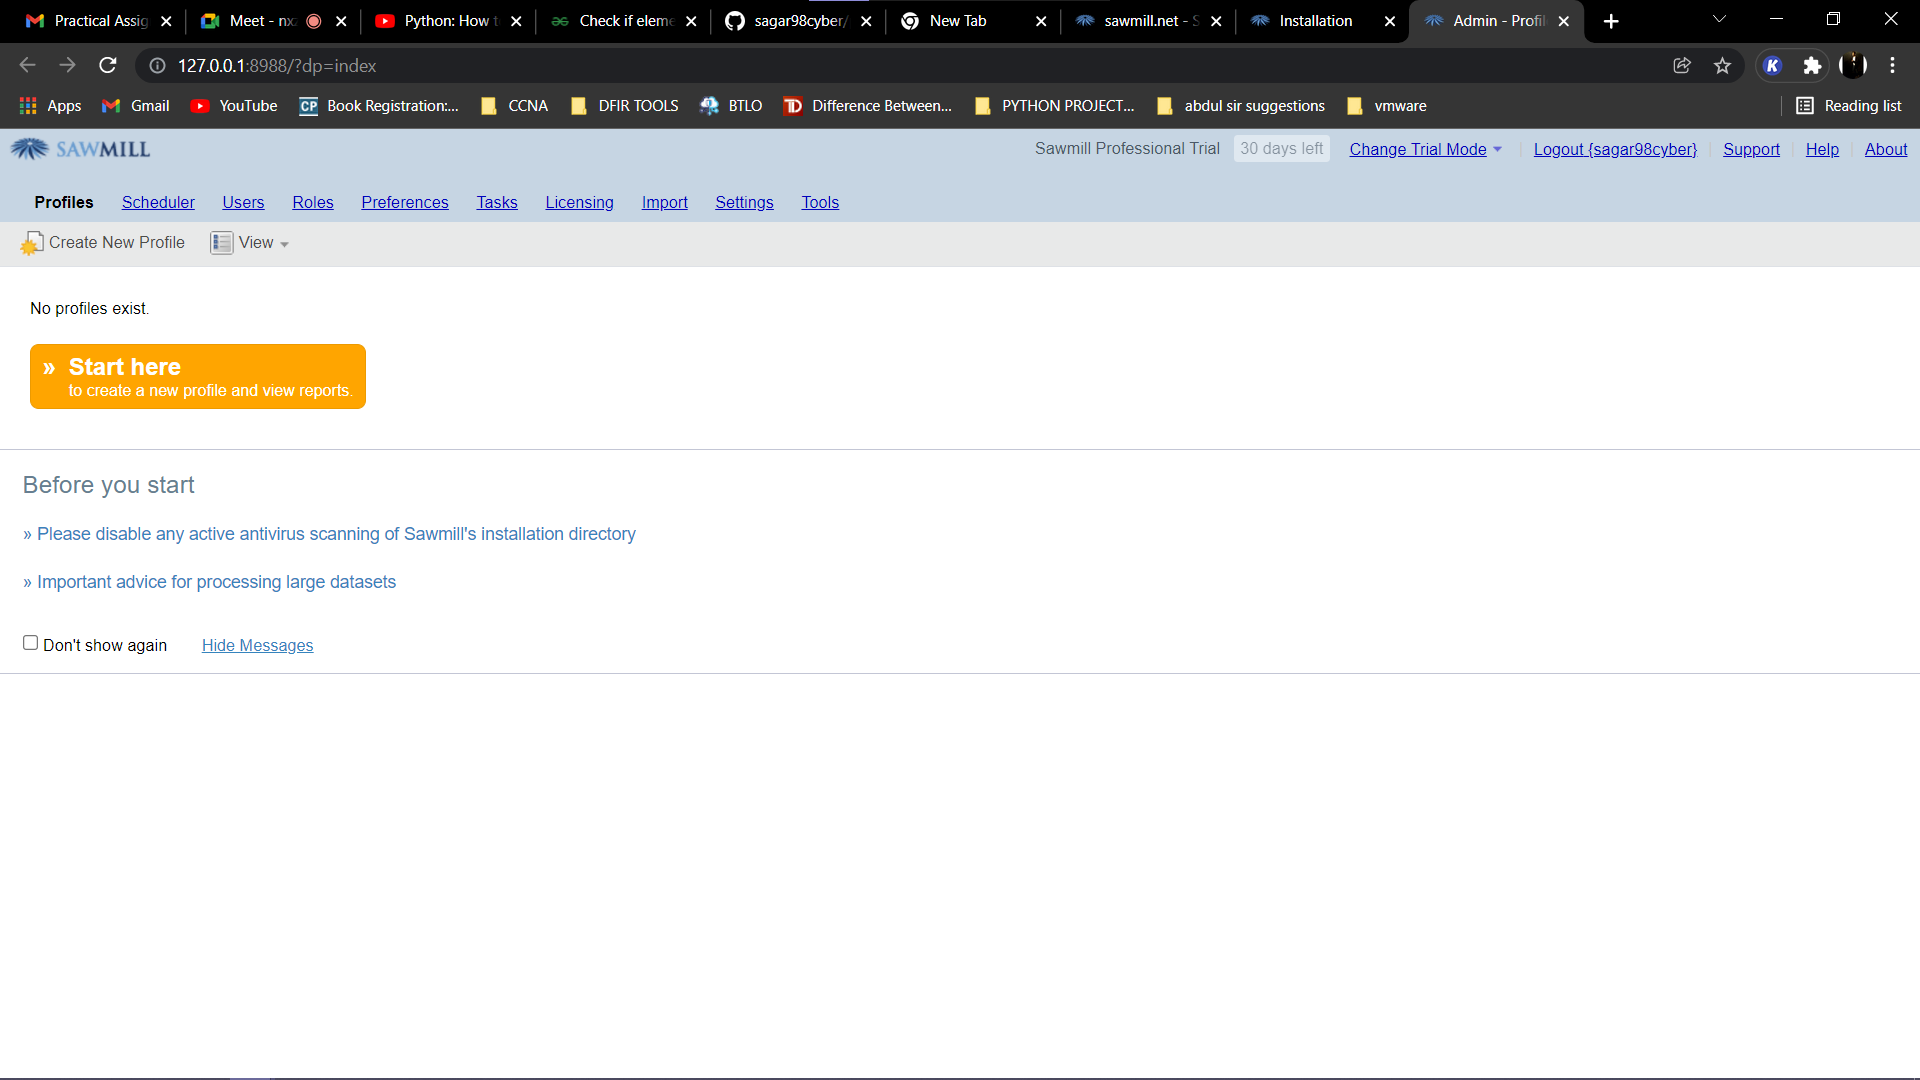 Practical Assig
Meet - nx
Python: How t
Check if eleme
sagar98cyber/
New Tab
sawmill.net - S
Installation
Admin - Profil
127.0.0.1:8988/?dp=index
K
Apps
Gmail
YouTube
CP Book Registration:...
CCNA
DFIR TOOLS
BTLO
TD Difference Between...
PYTHON PROJECT...
abdul sir suggestions
vmware
Reading list
SAWMILL
Sawmill Professional Trial 30 days left Change Trial Mode Logout {sagar98cyber} Support Help About
Profiles Scheduler Users Roles Preferences Tasks Licensing Import Settings Tools
Create New Profile View
No profiles exist.
» Start here
to create a new profile and view reports.
Before you start
» Please disable any active antivirus scanning of Sawmill's installation directory
» Important advice for processing large datasets
Don't show again Hide Messages